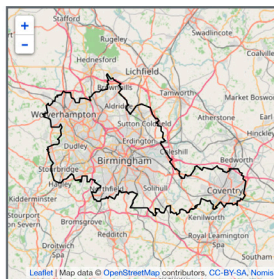 Stafford
+
Rugeley
Swadlincote
−
Hednesford
Lichfield
Brownhills
Tamworth
Market Boswo
Wolverhampton
Aldridge
Sutton Coldfield
Atherstone
Earl
Hinckley
Dudley
Erdington
Coleshill
Bedworth
Stourbridge
Birmingham
Hagley
Northfield
Solihull
Coventry
Kidderminster
Bromsgrove
Kenilworth
Stourport
on Severn
Redditch
Royal Leamington
Spa
Droitwich
Spa
Southam
Leaflet | Map data © OpenStreetMap contributors, CC-BY-SA, Nomis